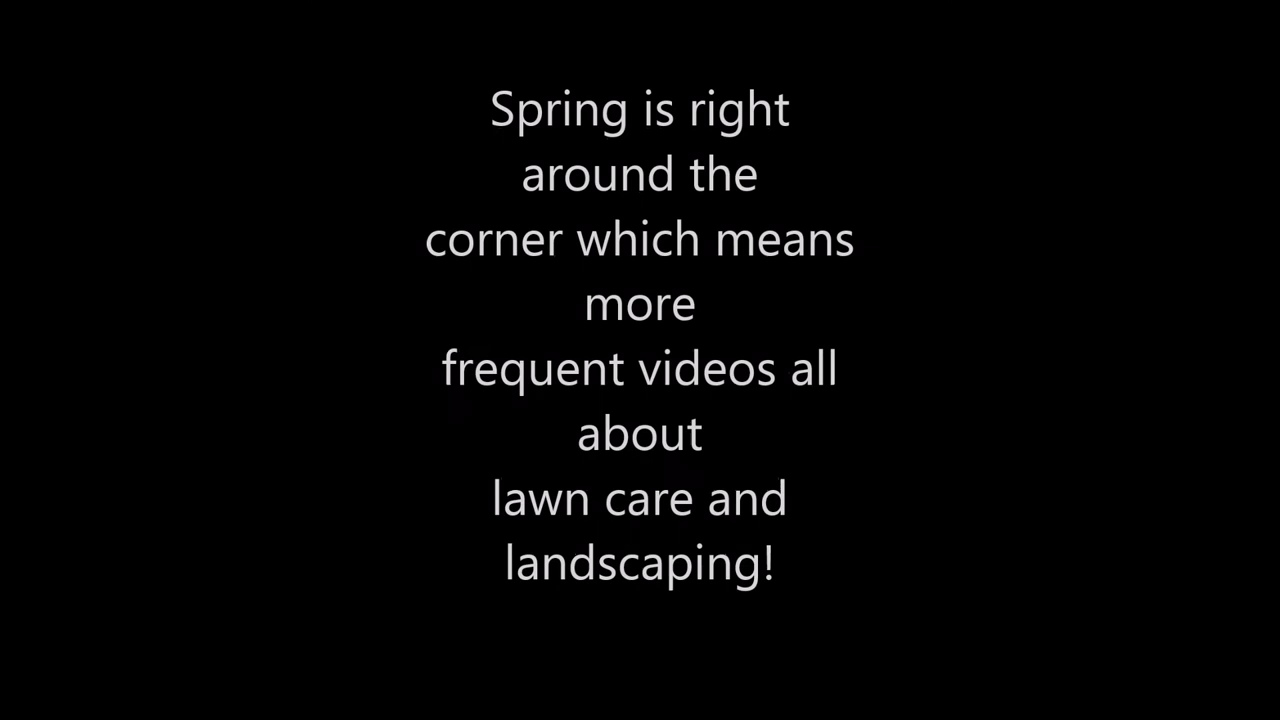 Spring is right
around the
corner which means
more
frequent videos all
about
lawn care and
landscaping!